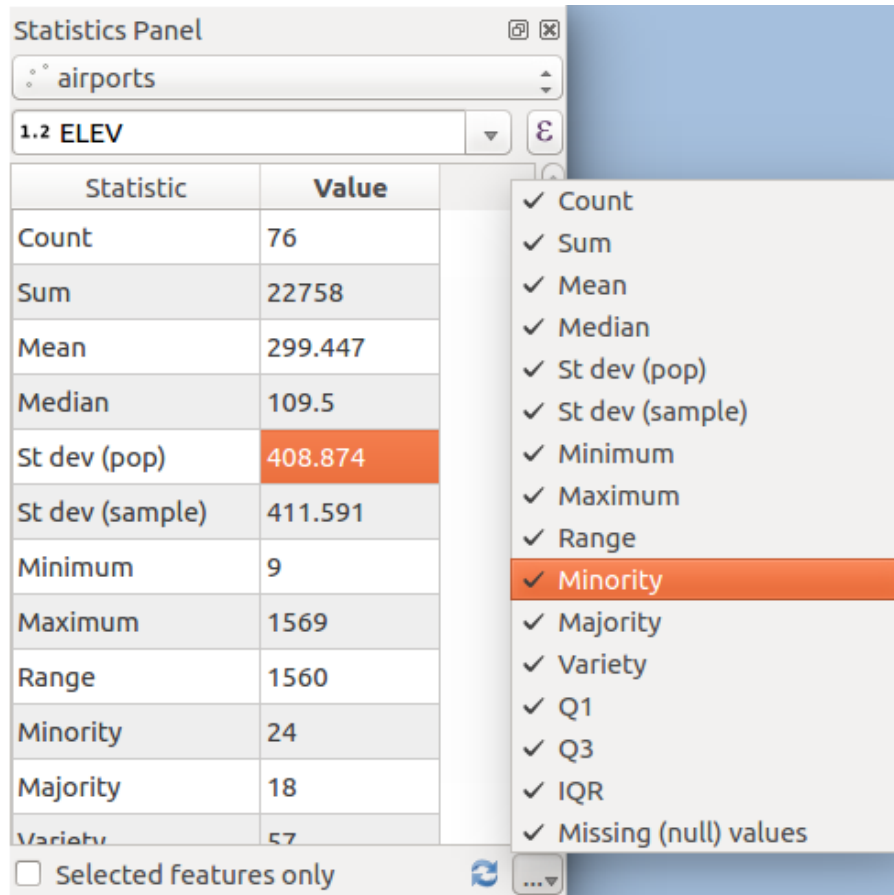 Statistics Panel
airports
1.2 ELEV ε
Statistic Value
Count 76
Sum 22758
Mean 299.447
Median 109.5
St dev (pop) 408.874
St dev (sample) 411.591
Minimum 9
Maximum 1569
Range 1560
Minority 24
Majority 18
Variety 57
Selected features only
...
Count
Sum
Mean
Median
St dev (pop)
St dev (sample)
Minimum
Maximum
Range
Minority
Majority
Variety
Q1
Q3
IQR
Missing (null) values